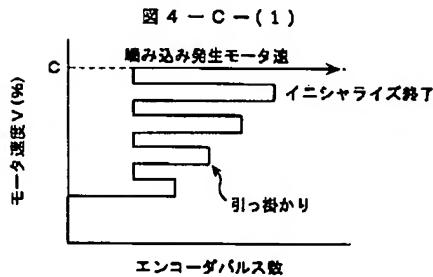 図4-C-(1)
噛み込み発生モータ速
C
イニシャライズ終了
モータ速度V(%)
引っ掛かり
エンコーダパルス数